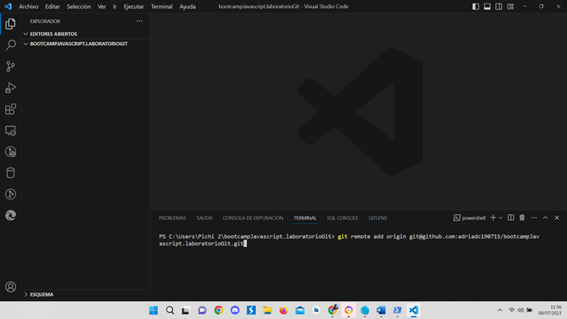 Archivo Editar Selección Ver Ir Ejecutar Terminal Ayuda
bootcampJavascript.laboratorioGit - Visual Studio Code
EXPLORADOR
EDITORES ABIERTOS
BOOTCAMPJAVASCRIPT.LABORATORIOGIT
PROBLEMAS SALIDA CONSOLA DE DEPURACIÓN TERMINAL SQL CONSOLE GITLENS
powershell
PS C:\Users\Pichi 2\bootcampJavascript.laboratorioGit> git remote add origin git@github.com:adriadc190715/bootcampJav
ascript.laboratorioGit.git
ESQUEMA
11:16
08/07/2023